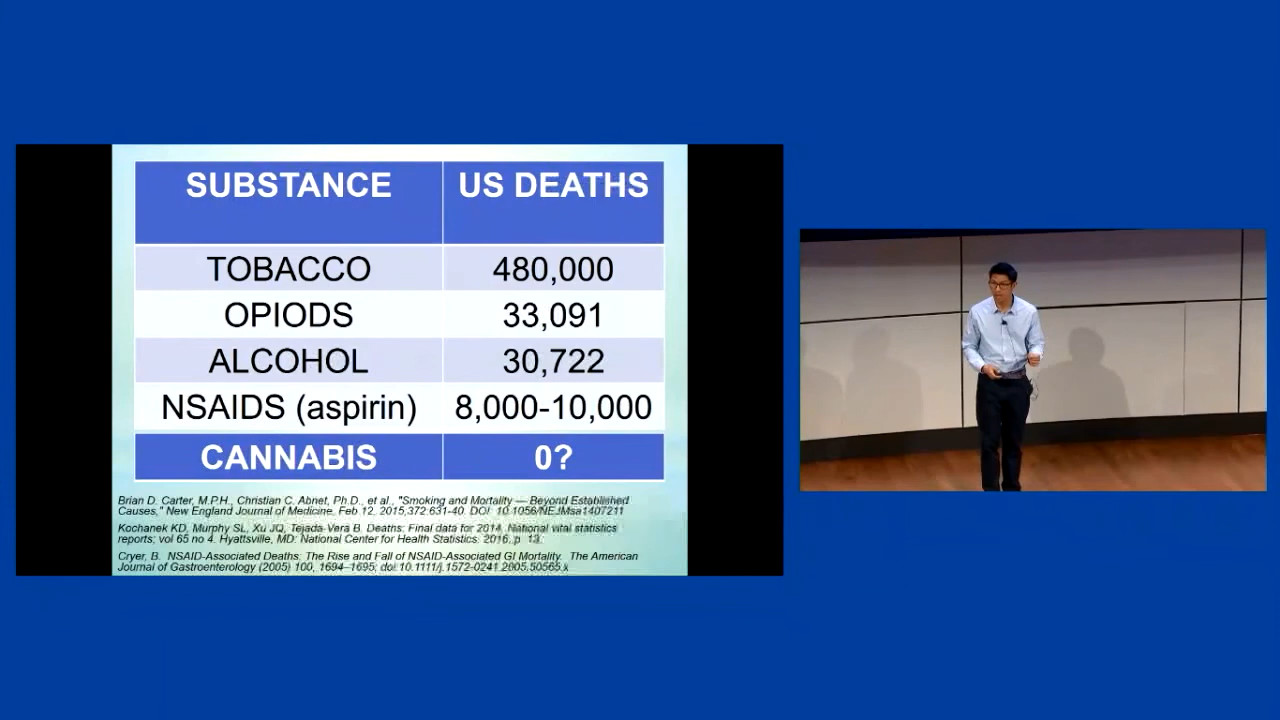 SUBSTANCE US DEATHS
TOBACCO 480,000
OPIODS 33,091
ALCOHOL 30,722
NSAIDS (aspirin) 8,000-10,000
CANNABIS 0?
Brian D. Carter, M.P.H., Christian C. Abnet, Ph.D., et al., "Smoking and Mortality — Beyond Established
Causes," New England Journal of Medicine, Feb 12, 2015;372:631-40. DOI: 10.1056/NEJMsa1407211
Kochanek KD, Murphy SL, Xu JQ, Tejada-Vera B. Deaths: Final data for 2014. National vital statistics
reports; vol 65 no 4. Hyattsville, MD: National Center for Health Statistics. 2016, p. 13.
Cryer, B. NSAID-Associated Deaths: The Rise and Fall of NSAID-Associated GI Mortality. The American
Journal of Gastroenterology (2005) 100, 1694–1695; doi:10.1111/j.1572-0241.2005.50565.x